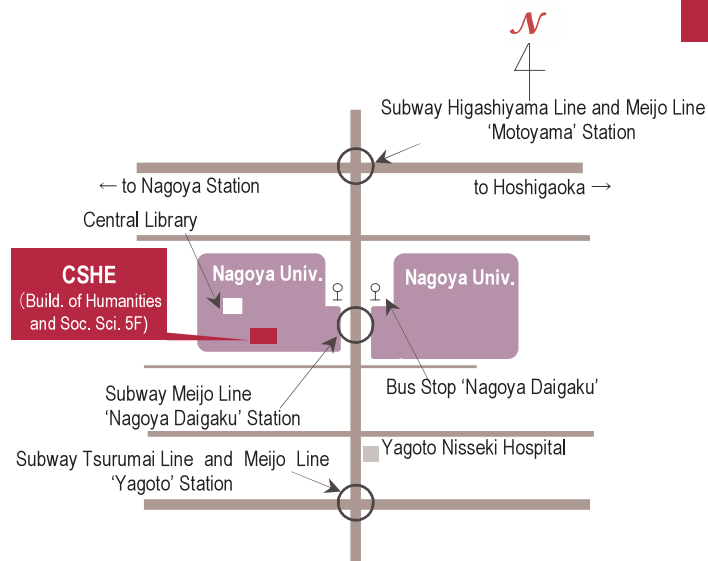 N
Subway Higashiyama Line and Meijo Line
‘Motoyama’ Station
← to Nagoya Station
to Hoshigaoka →
Central Library
CSHE
(Build. of Humanities
and Soc. Sci. 5F)
Nagoya Univ.
Nagoya Univ.
Subway Meijo Line
‘Nagoya Daigaku’ Station
Bus Stop ‘Nagoya Daigaku’
Yagoto Nisseki Hospital
Subway Tsurumai Line and Meijo Line
‘Yagoto’ Station